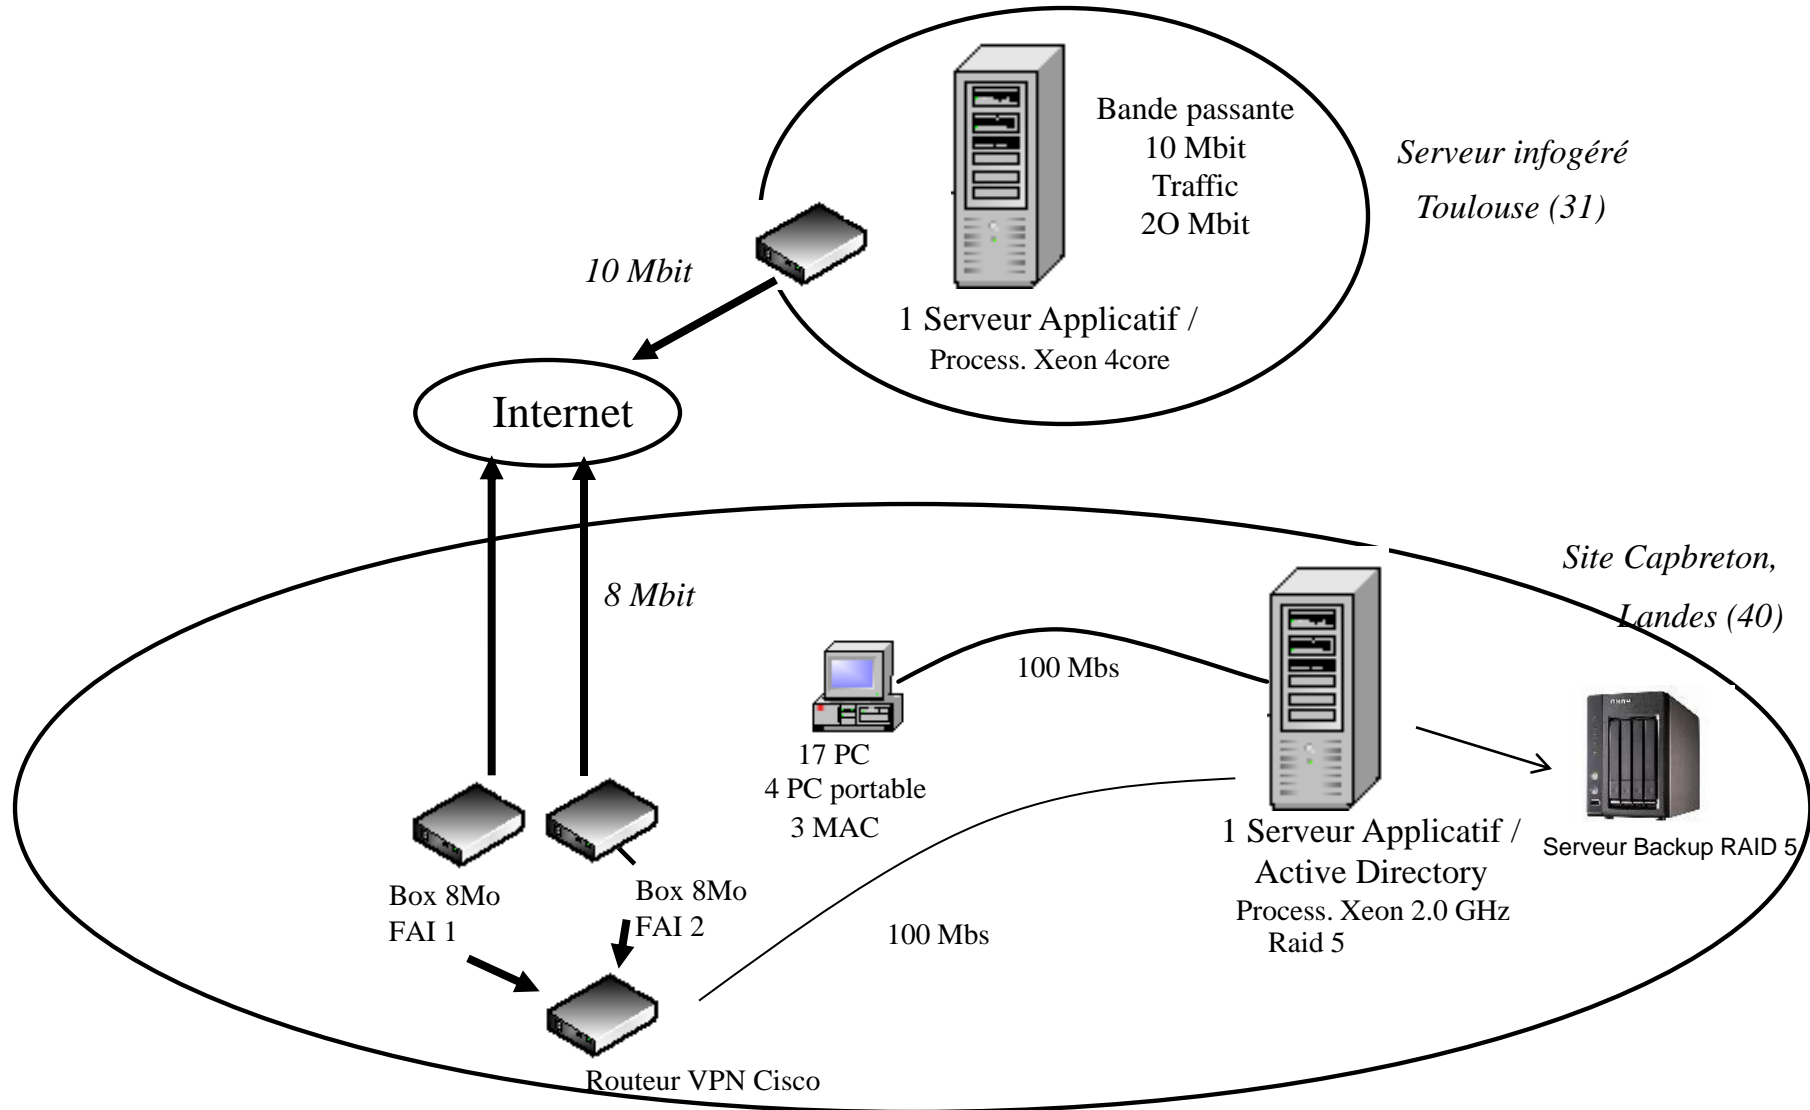 Bande passante
10 Mbit
Traffic
2O Mbit
Serveur infogéré
Toulouse (31)
10 Mbit
1 Serveur Applicatif /
Process. Xeon 4core
Internet
Site Capbreton,
Landes (40)
8 Mbit
100 Mbs
17 PC
4 PC portable
3 MAC
1 Serveur Applicatif /
Active Directory
Process. Xeon 2.0 GHz
Raid 5
Serveur Backup RAID 5
Box 8Mo
FAI 1
Box 8Mo
FAI 2
100 Mbs
Routeur VPN Cisco